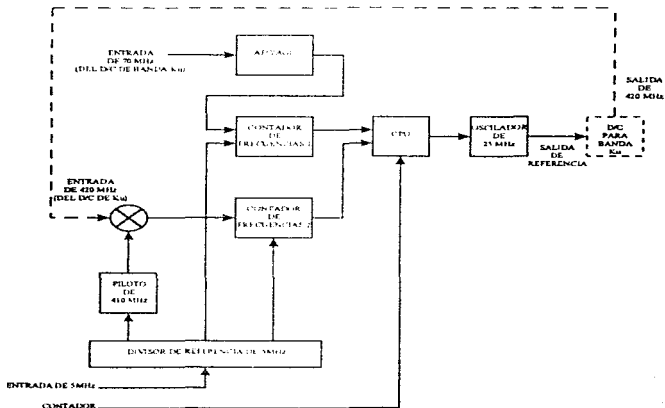 ENTRADA
DE 70 MHz
(DEL D/C DE BANDA Ku)
SALIDA
DE
420 MHz
CONTADOR
DE
FRECUENCIAS 1
CPU
OSCILADOR
DE
25 MHz
D/C
PARA
BANDA
Ku
SALIDA
DE
REFERENCIA
ENTRADA
DE 420 MHz
(DEL D/C DE Ku)
CONTADOR
DE
FRECUENCIAS 2
PILOTO
DE
410 MHz
DIVISOR DE REFERENCIA DE 5MHz
ENTRADA DE 5MHz
CONTADOR